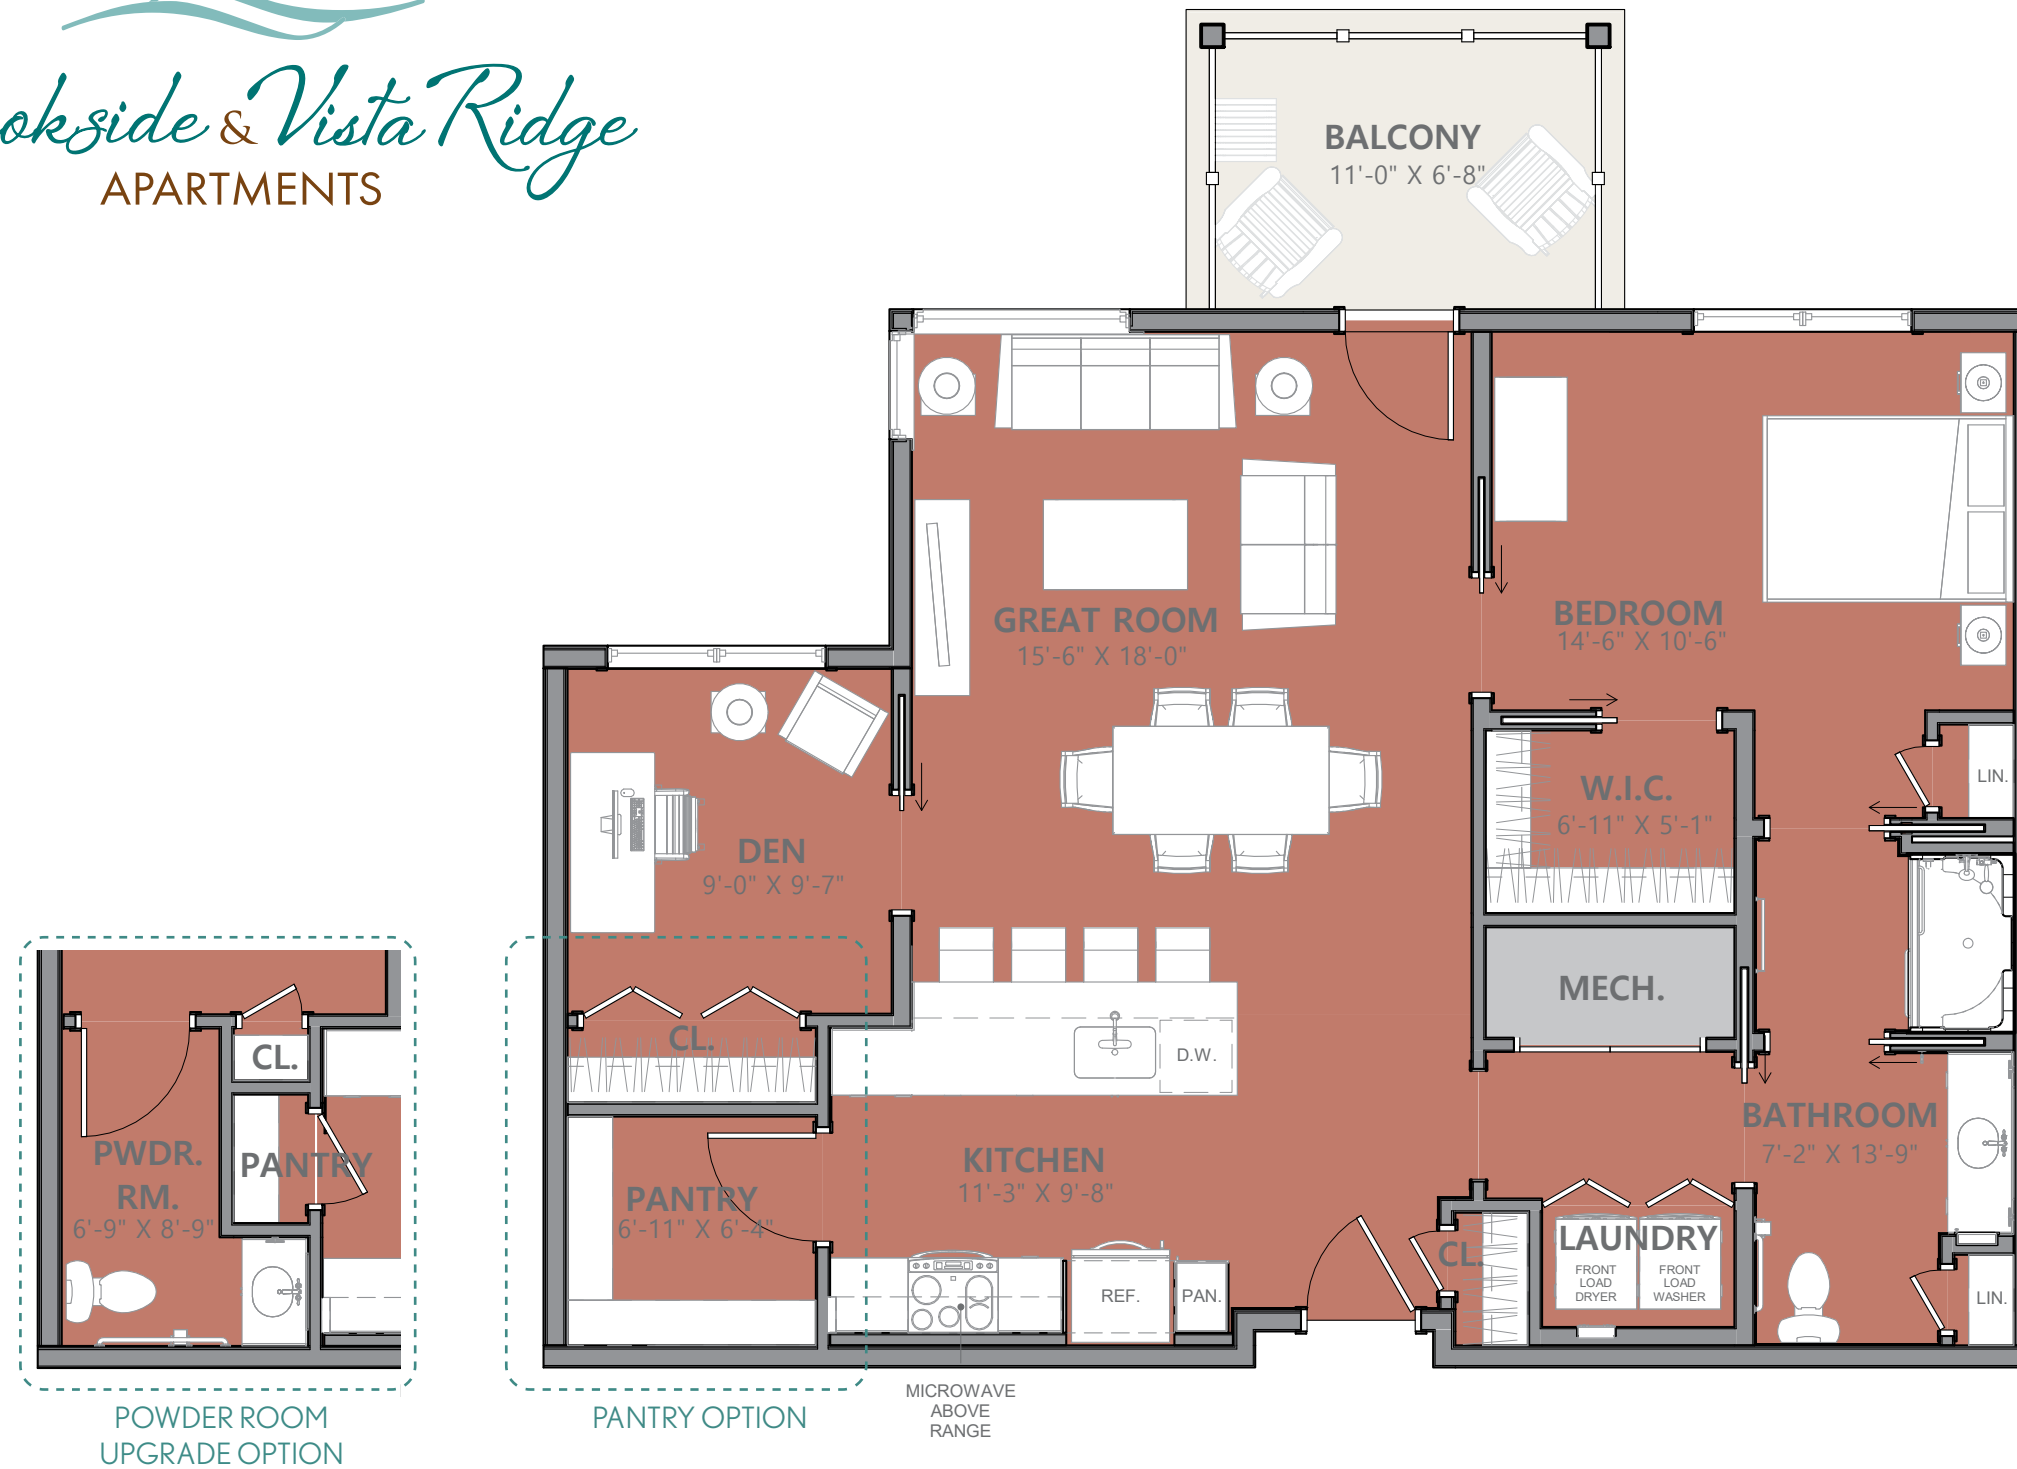 okside & Vista Ridge
APARTMENTS
BALCONY
11'-0" X 6'-8"
GREAT ROOM
15'-6" X 18'-0"
BEDROOM
14'-6" X 10'-6"
W.I.C.
6'-11" X 5'-1"
LIN.
DEN
9'-0" X 9'-7"
MECH.
CL.
D.W.
BATHROOM
7'-2" X 13'-9"
KITCHEN
11'-3" X 9'-8"
PANTRY
6'-11" X 6'-4"
CL.
LAUNDRY
FRONT
LOAD
DRYER
FRONT
LOAD
WASHER
REF.
PAN.
LIN.
MICROWAVE
ABOVE
RANGE
PANTRY OPTION
CL.
PWDR.
RM.
6'-9" X 8'-9"
PANTRY
POWDER ROOM
UPGRADE OPTION